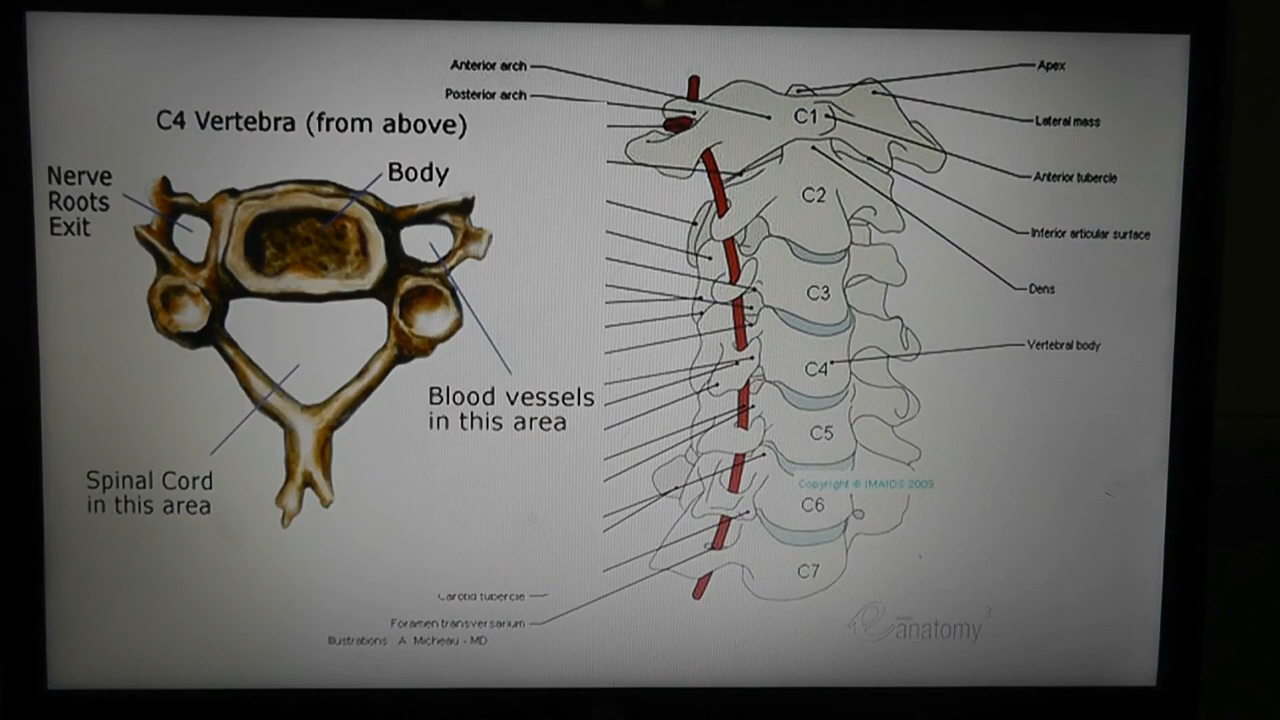 C4 Vertebra (from above)
Nerve
Roots
Exit
Body
Blood vessels
in this area
Spinal Cord
in this area
Anterior arch
Posterior arch
C1
C2
C3
C4
C5
C6
C7
Apex
Lateral mass
Anterior tubercle
Inferior articular surface
Dens
Vertebral body
Copyright © IMAIOS 2009
Carotid tubercle
Foramen transversarium
Illustrations : A. Micheau - MD
e anatomy 3